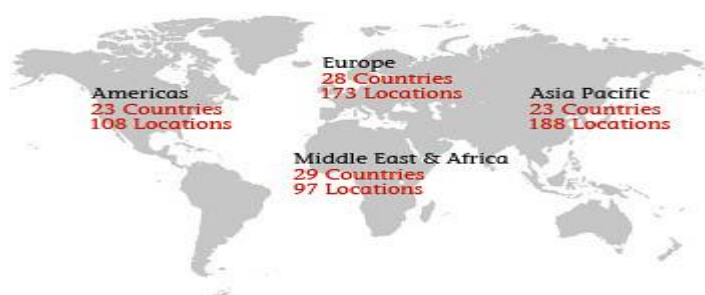 Europe
28 Countries
173 Locations
Americas
23 Countries
108 Locations
Asia Pacific
23 Countries
188 Locations
Middle East & Africa
29 Countries
97 Locations